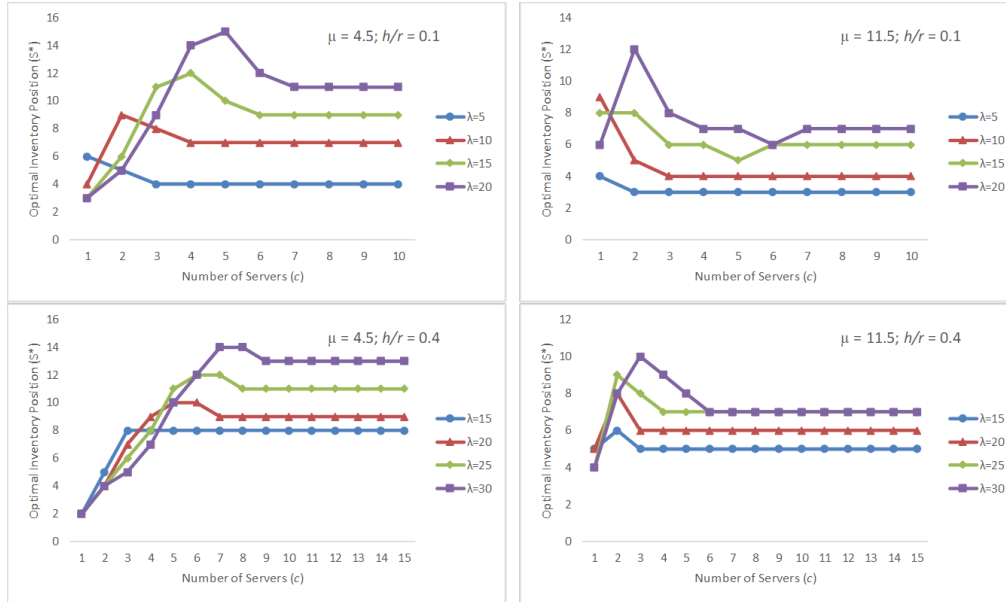 μ = 4.5; h/r = 0.1
Optimal Inventory Position (S*)
16
14
12
10
8
6
4
2
0
1 2 3 4 5 6 7 8 9 10
Number of Servers (c)
λ=5
λ=10
λ=15
λ=20
μ = 11.5; h/r = 0.1
Optimal Inventory Position (S*)
14
12
10
8
6
4
2
0
1 2 3 4 5 6 7 8 9 10
Number of Servers (c)
λ=5
λ=10
λ=15
λ=20
μ = 4.5; h/r = 0.4
Optimal Inventory Position (S*)
16
14
12
10
8
6
4
2
0
1 2 3 4 5 6 7 8 9 10 11 12 13 14 15
Number of Servers (c)
λ=15
λ=20
λ=25
λ=30
μ = 11.5; h/r = 0.4
Optimal Inventory Position (S*)
12
10
8
6
4
2
0
1 2 3 4 5 6 7 8 9 10 11 12 13 14 15
Number of Servers (c)
λ=15
λ=20
λ=25
λ=30